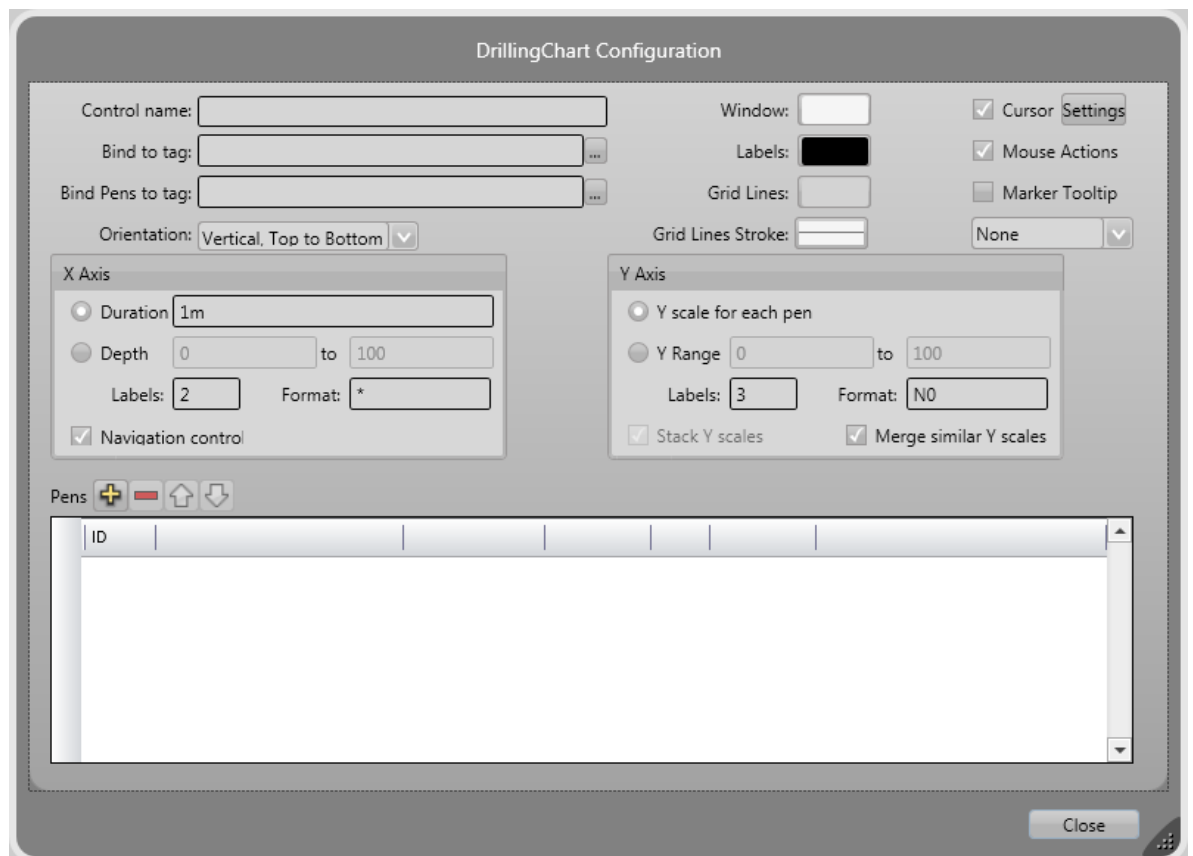 DrillingChart Configuration
Control name: Window: Cursor Settings
Bind to tag: ... Labels: Mouse Actions
Bind Pens to tag: ... Grid Lines: Marker Tooltip
Orientation: Vertical, Top to Bottom Grid Lines Stroke: None
X Axis
Duration 1m
Depth 0 to 100
Labels: 2 Format: *
Navigation control
Y Axis
Y scale for each pen
Y Range 0 to 100
Labels: 3 Format: N0
Stack Y scales Merge similar Y scales
Pens
ID
Close